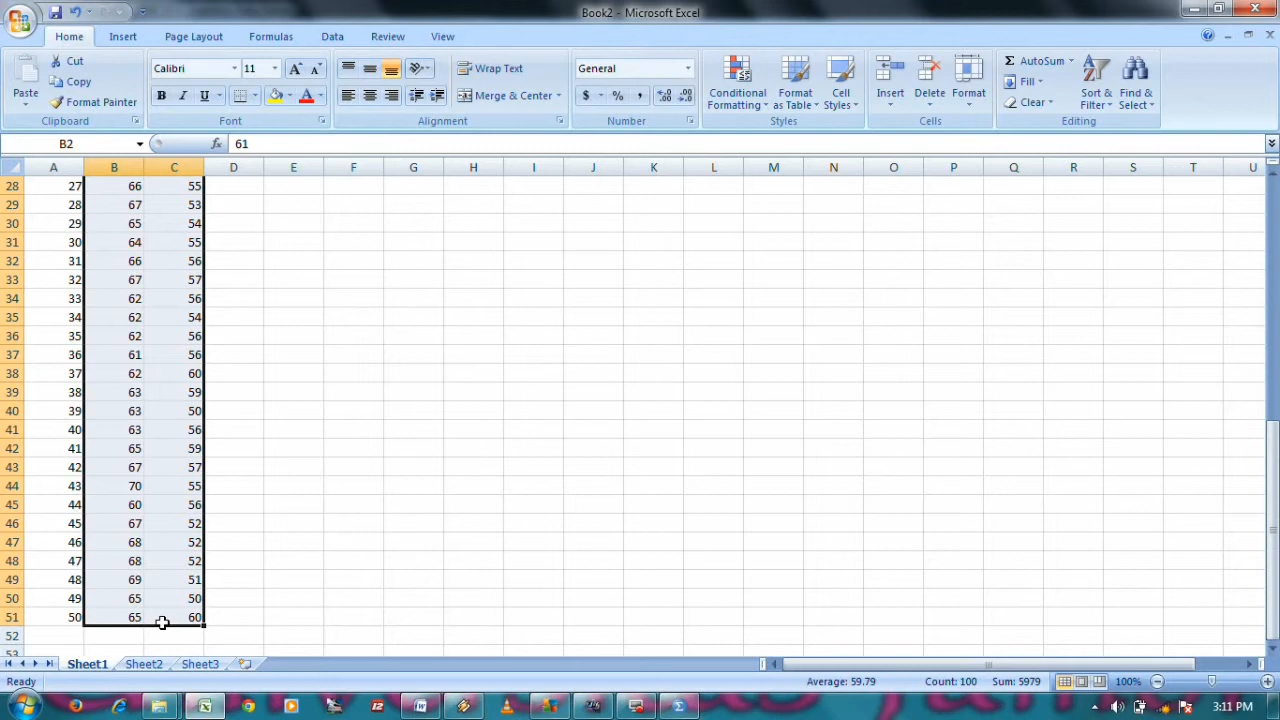 Book2 - Microsoft Excel
Home Insert Page Layout Formulas Data Review View
Paste Cut Calibri 11 Wrap Text General Conditional Formatting Format as Table Cell Styles Insert Delete Format AutoSum Sort & Filter Find & Select
Copy Fill
Format Painter B I U A Merge & Center $ % , Clear
Clipboard Font Alignment Number Styles Cells Editing
B2 fx 61
A B C D E F G H I J K L M N O P Q R S T U
28 27 66 55
29 28 67 53
30 29 65 54
31 30 64 55
32 31 66 56
33 32 67 57
34 33 62 56
35 34 62 54
36 35 62 56
37 36 61 56
38 37 62 60
39 38 63 59
40 39 63 50
41 40 63 56
42 41 65 59
43 42 67 57
44 43 70 55
45 44 60 56
46 45 67 52
47 46 68 52
48 47 68 52
49 48 69 51
50 49 65 50
51 50 65 60
52
53
Sheet1 Sheet2 Sheet3
Ready Average: 59.79 Count: 100 Sum: 5979 100%
3:11 PM